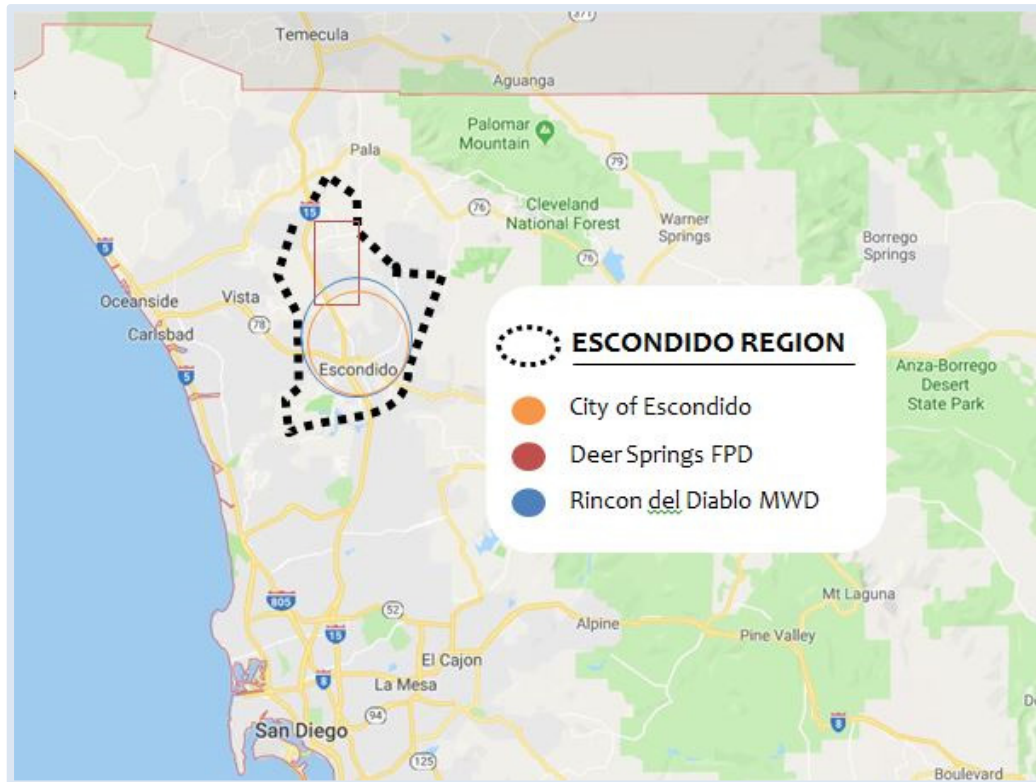 371
Temecula
Aguanga
Palomar
Mountain
79
Pala
15
76
Cleveland
National Forest
Warner
Springs
76
Borrego
Springs
5
Oceanside
Vista
78
Carlsbad
5
Escondido
ESCONDIDO REGION
City of Escondido
Deer Springs FPD
Rincon del Diablo MWD
Anza-Borrego
Desert
State Park
805
52
15
Alpine
Mt Laguna
Pine Valley
El Cajon
8
La Mesa
94
San Diego
125
8
Boulevard